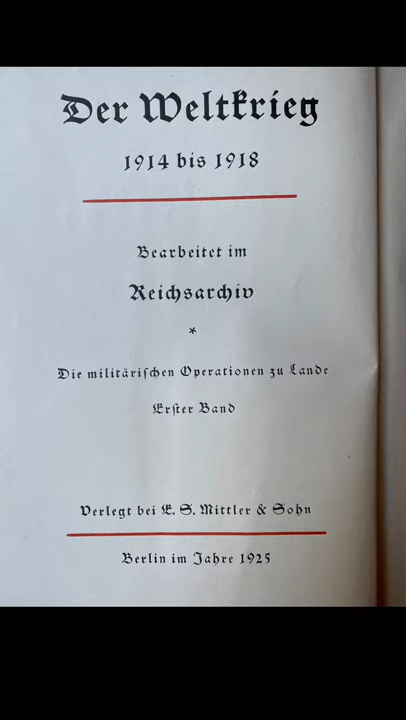 Der Weltkrieg
1914 bis 1918
Bearbeitet im
Reichsarchiv
*
Die militäriſchen Operationen zu Lande
Erſter Band
Verlegt bei E. S. Mittler & Sohn
Berlin im Jahre 1925